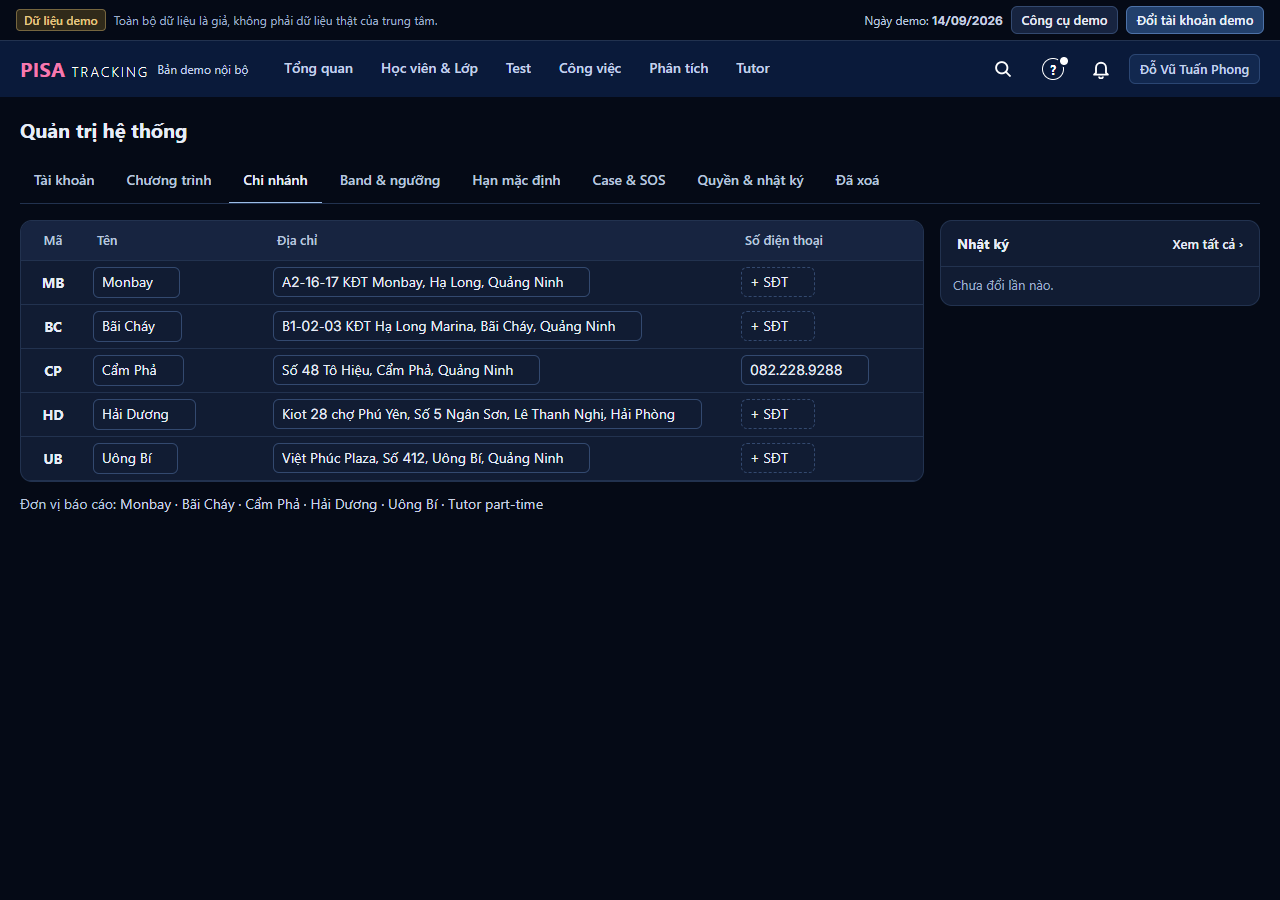 Dữ liệu demo Toàn bộ dữ liệu là giả, không phải dữ liệu thật của trung tâm. Ngày demo: 14/09/2026 Công cụ demo Đổi tài khoản demo
PISA TRACKING Bản demo nội bộ Tổng quan Học viên & Lớp Test Công việc Phân tích Tutor ? Đỗ Vũ Tuấn Phong
Quản trị hệ thống
Tài khoản Chương trình Chi nhánh Band & ngưỡng Hạn mặc định Case & SOS Quyền & nhật ký Đã xoá
Mã Tên Địa chỉ Số điện thoại
MB Monbay A2-16-17 KĐT Monbay, Hạ Long, Quảng Ninh + SĐT
BC Bãi Cháy B1-02-03 KĐT Hạ Long Marina, Bãi Cháy, Quảng Ninh + SĐT
CP Cẩm Phả Số 48 Tô Hiệu, Cẩm Phả, Quảng Ninh 082.228.9288
HD Hải Dương Kiot 28 chợ Phú Yên, Số 5 Ngân Sơn, Lê Thanh Nghị, Hải Phòng + SĐT
UB Uông Bí Việt Phúc Plaza, Số 412, Uông Bí, Quảng Ninh + SĐT
Nhật ký Xem tất cả ›
Chưa đổi lần nào.
Đơn vị báo cáo: Monbay · Bãi Cháy · Cẩm Phả · Hải Dương · Uông Bí · Tutor part-time